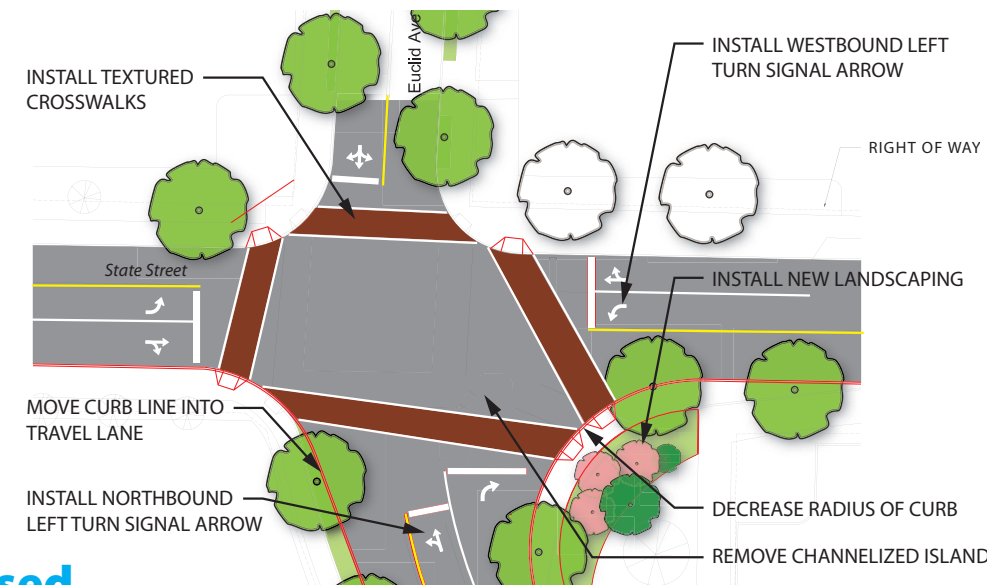 INSTALL TEXTURED
CROSSWALKS
Euclid Ave
INSTALL WESTBOUND LEFT
TURN SIGNAL ARROW
RIGHT OF WAY
State Street
INSTALL NEW LANDSCAPING
MOVE CURB LINE INTO
TRAVEL LANE
INSTALL NORTHBOUND
LEFT TURN SIGNAL ARROW
DECREASE RADIUS OF CURB
REMOVE CHANNELIZED ISLAND